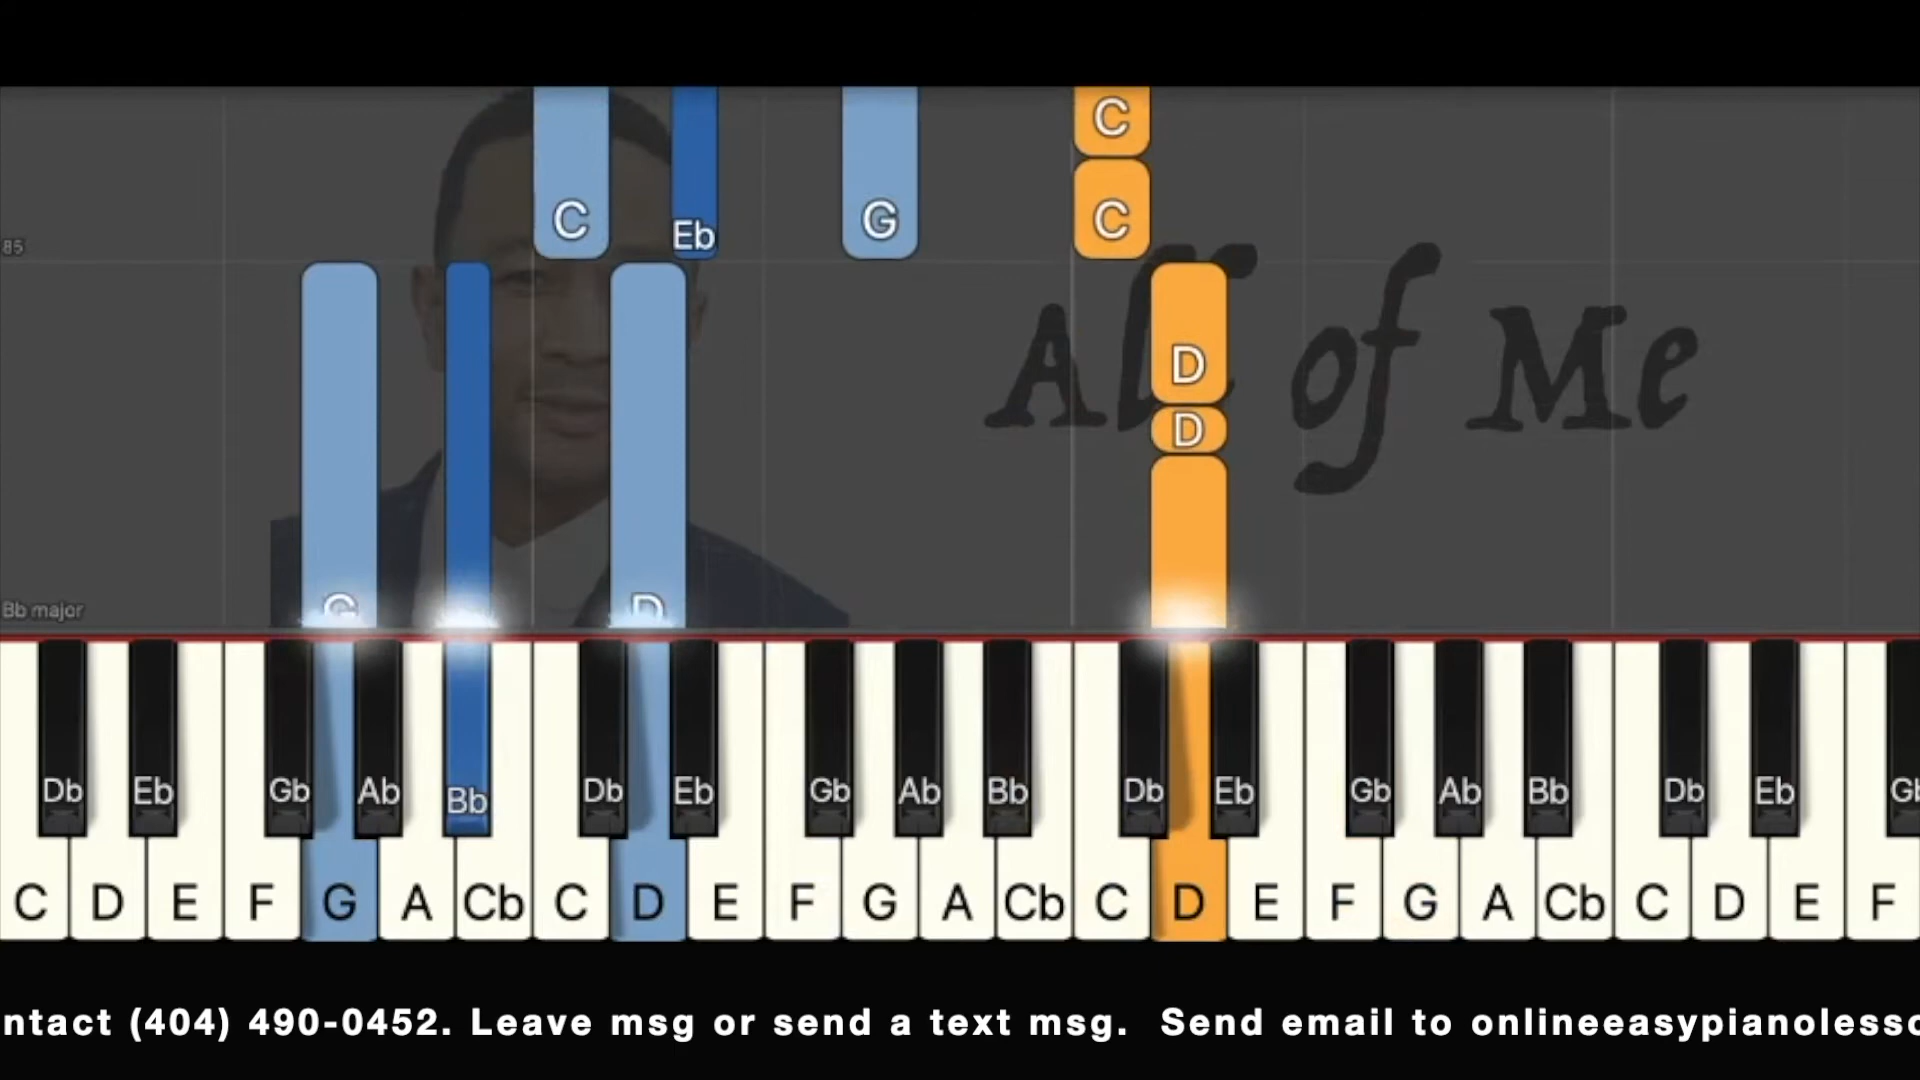 C
C
C
Eb
G
85
All of Me
D
D
G
D
Bb major
Db Eb Gb Ab Bb Db Eb Gb Ab Bb Db Eb Gb Ab Bb Db Eb Gb
C D E F G A Cb C D E F G A Cb C D E F G A Cb C D E F
ntact (404) 490-0452. Leave msg or send a text msg. Send email to onlineeasypianolesso